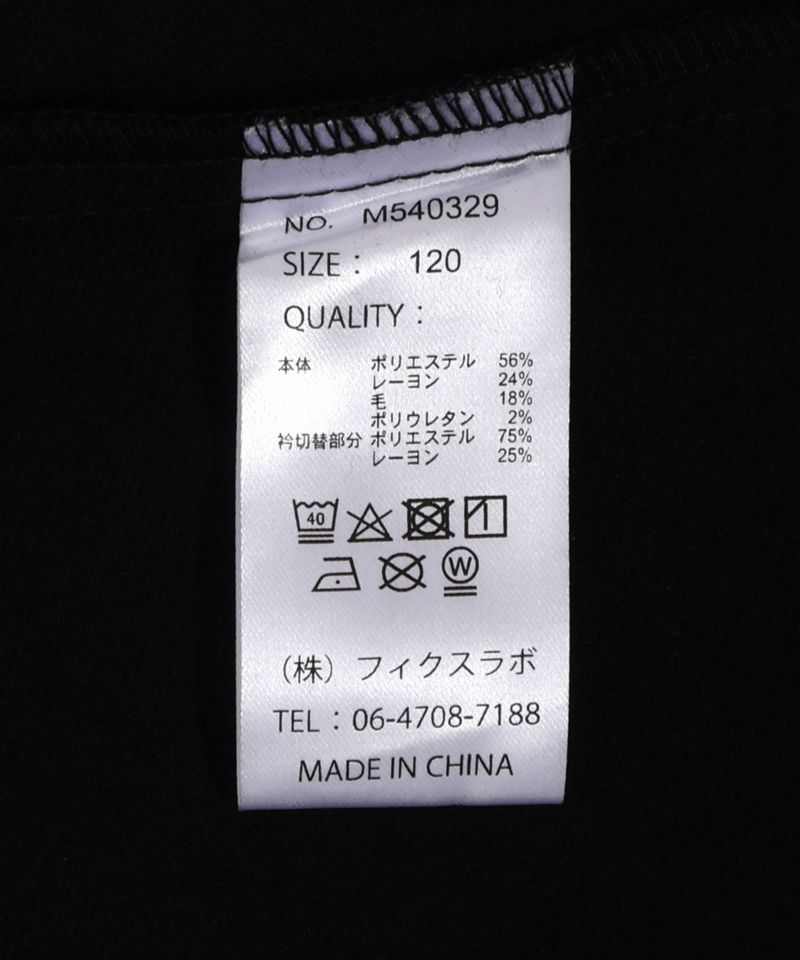 NO. M540329
SIZE : 120
QUALITY :
本体 ポリエステル 56%
レーヨン 24%
毛 18%
ポリウレタン 2%
衿切替部分 ポリエステル 75%
レーヨン 25%
40
W
（株）フィクスラボ
TEL : 06-4708-7188
MADE IN CHINA